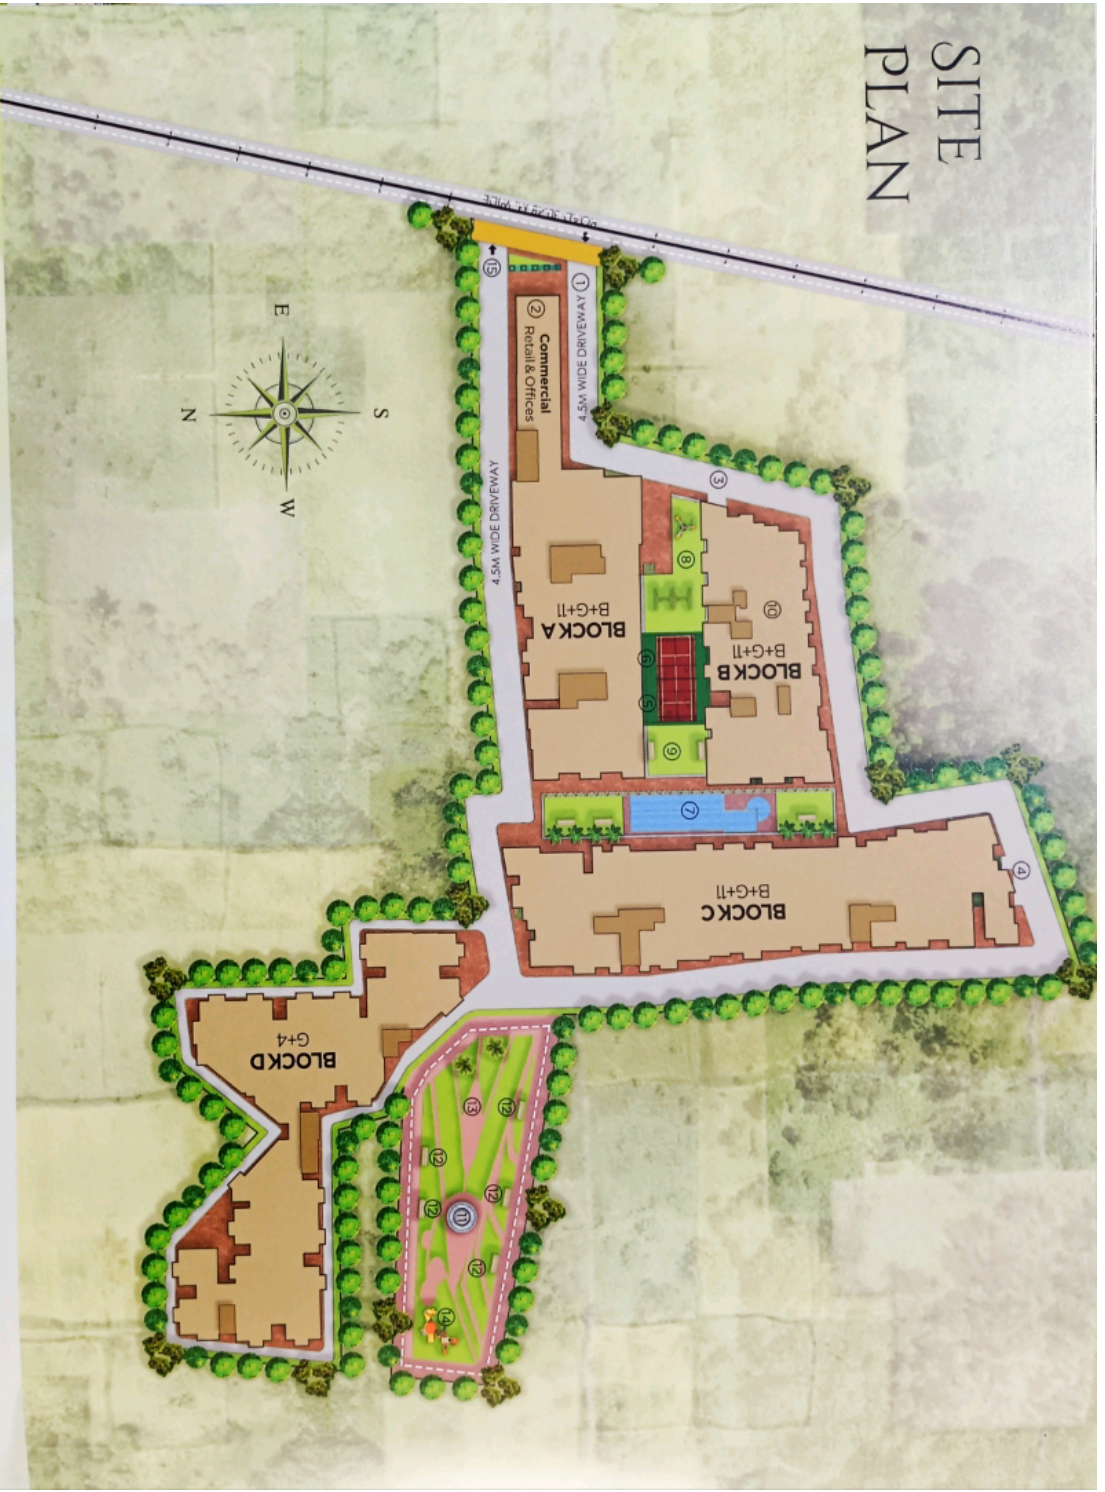 SITE
PLAN
15
1
4.5M WIDE DRIVEWAY
2
Commercial
Retail & Offices
E
S
N
W
4.5M WIDE DRIVEWAY
3
8
10
BLOCK A
B+G+11
BLOCK B
B+G+11
6
5
9
7
4
BLOCK C
B+G+11
BLOCK D
G+4
13
12
12
12
12
11
12
14